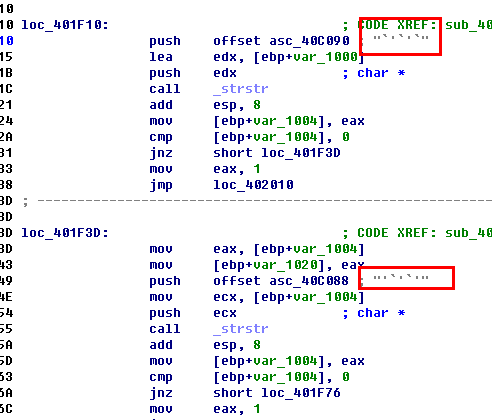 10
10 loc_401F10: ; CODE XREF: sub_40
10 push offset asc_40C090 ; "`'`'`"
15 lea edx, [ebp+var_1000]
1B push edx ; char *
1C call _strstr
21 add esp, 8
24 mov [ebp+var_1004], eax
2A cmp [ebp+var_1004], 0
31 jnz short loc_401F3D
33 mov eax, 1
38 jmp loc_402010
3D ; ---------------------------------------------------------
3D
3D loc_401F3D: ; CODE XREF: sub_40
3D mov eax, [ebp+var_1004]
43 mov [ebp+var_1020], eax
49 push offset asc_40C088 ; "'`'`'`"
4E mov ecx, [ebp+var_1004]
54 push ecx ; char *
55 call _strstr
5A add esp, 8
5D mov [ebp+var_1004], eax
63 cmp [ebp+var_1004], 0
6A jnz short loc_401F76
6C mov eax, 1